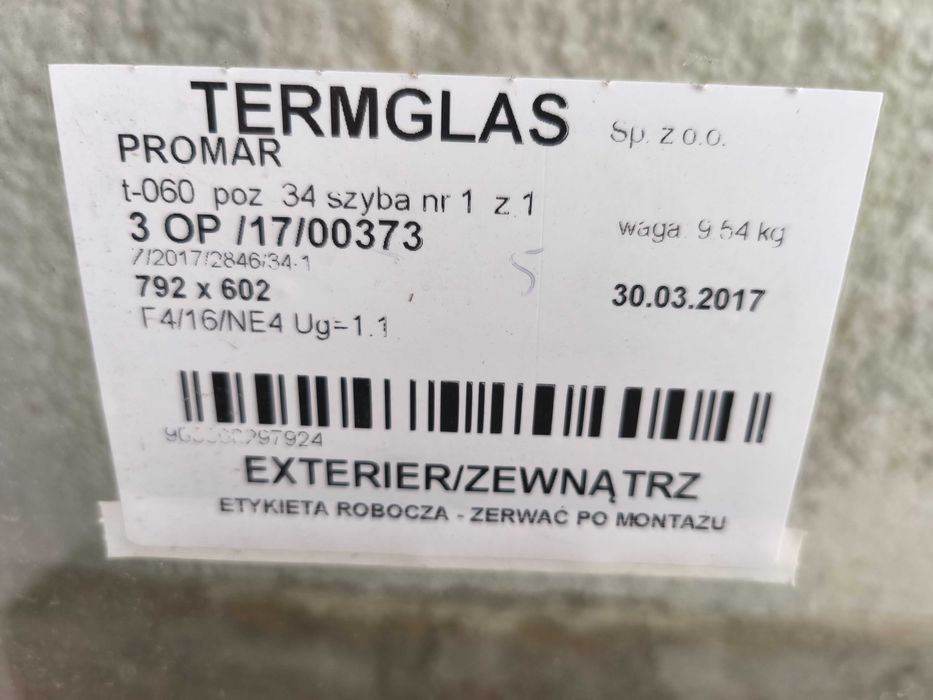 TERMGLAS Sp. z o.o.
PROMAR
t-060 poz 34 szyba nr 1 z 1
3 OP /17/00373 waga 9.54 kg
7/2017/2846/34-1
792 x 602 30.03.2017
F4/16/NE4 Ug=1.1
EXTERIER/ZEWNĄTRZ
ETYKIETA ROBOCZA - ZERWAĆ PO MONTAŻU